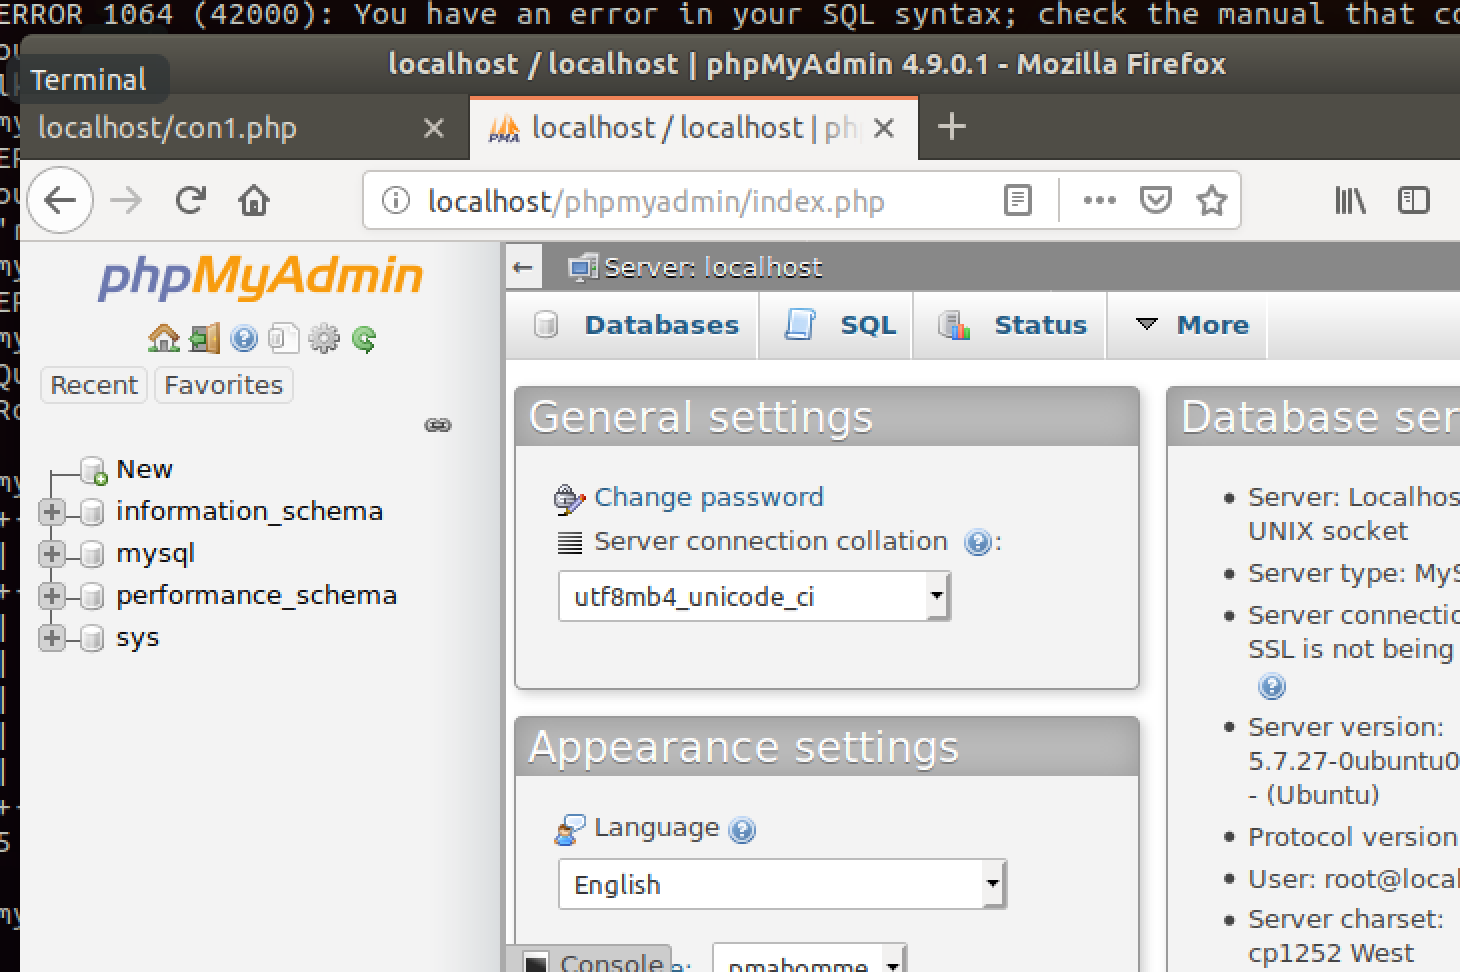 ERROR 1064 (42000): You have an error in your SQL syntax; check the manual that
localhost / localhost | phpMyAdmin 4.9.0.1 - Mozilla Firefox
Terminal
localhost/con1.php
localhost / localhost | ph
localhost/phpmyadmin/index.php
phpMyAdmin
Recent
Favorites
New
information_schema
mysql
performance_schema
sys
Server: localhost
Databases
SQL
Status
More
General settings
Change password
Server connection collation :
utf8mb4_unicode_ci
Appearance settings
Language
English
pmahomme
Console
Database ser
Server: Localhos
UNIX socket
Server type: MyS
Server connectio
SSL is not being
Server version:
5.7.27-0ubuntu0
- (Ubuntu)
Protocol version
User: root@local
Server charset:
cp1252 West